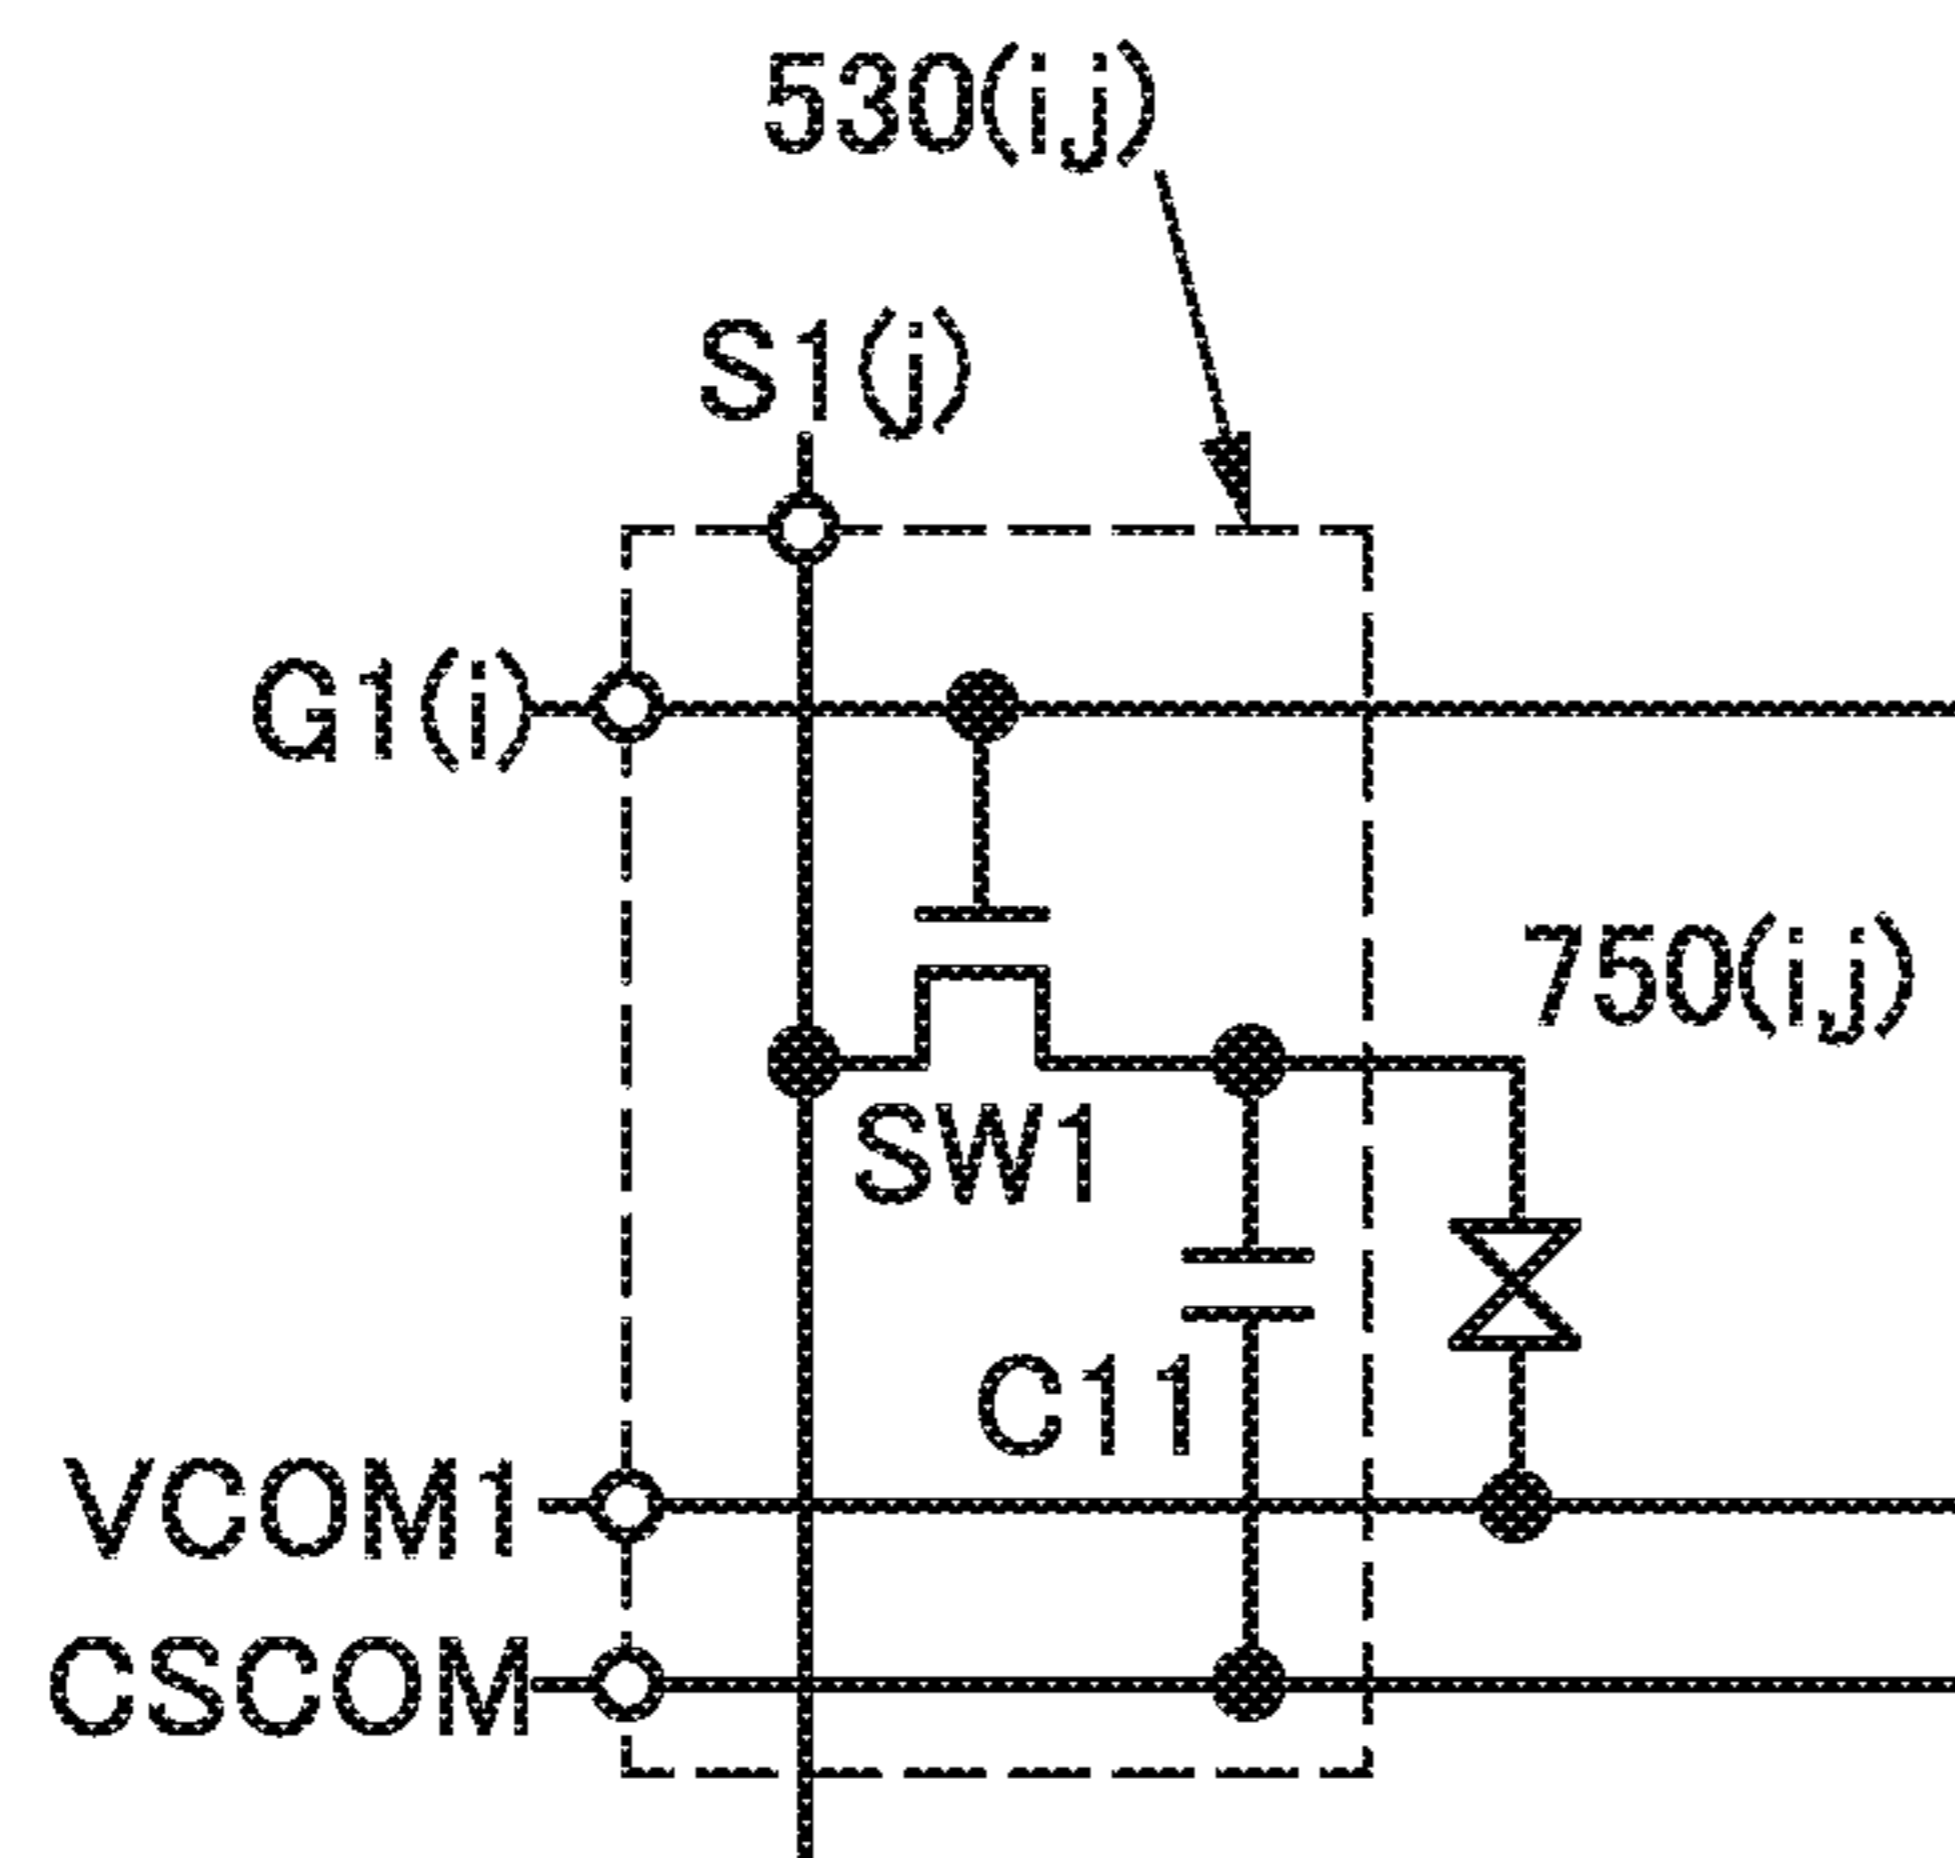 530(i,j)
S1(j)
G1(i)
750(i,j)
SW1
C11
VCOM1
CSCOM